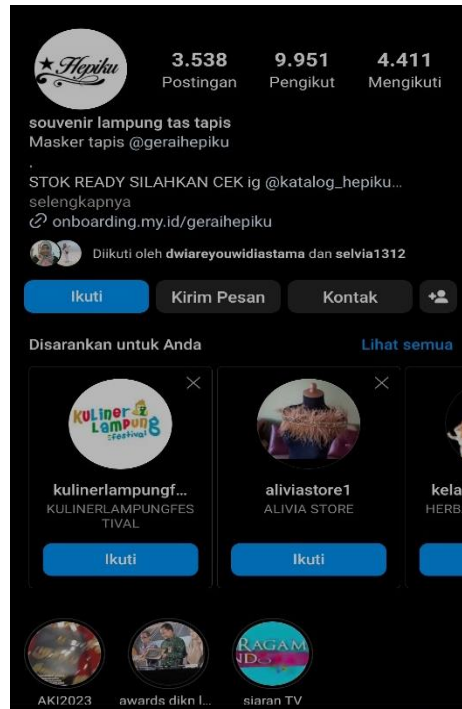 Hepiku
3.538 9.951 4.411
Postingan Pengikut Mengikuti
souvenir lampung tas tapis
Masker tapis @geraihepiku
.
STOK READY SILAHKAN CEK ig @katalog_hepiku...
selengkapnya
onboarding.my.id/geraihepiku
Diikuti oleh dwiareyouwidiastama dan selvia1312
Ikuti Kirim Pesan Kontak
Disarankan untuk Anda Lihat semua
KULINER
LAMPUNG
Festival
kulinerlampungf... aliviastore1 kela
KULINERLAMPUNGFES ALIVIA STORE HERB
TIVAL
Ikuti Ikuti
RAGAM
AKI2023 awards dikn l... siaran TV